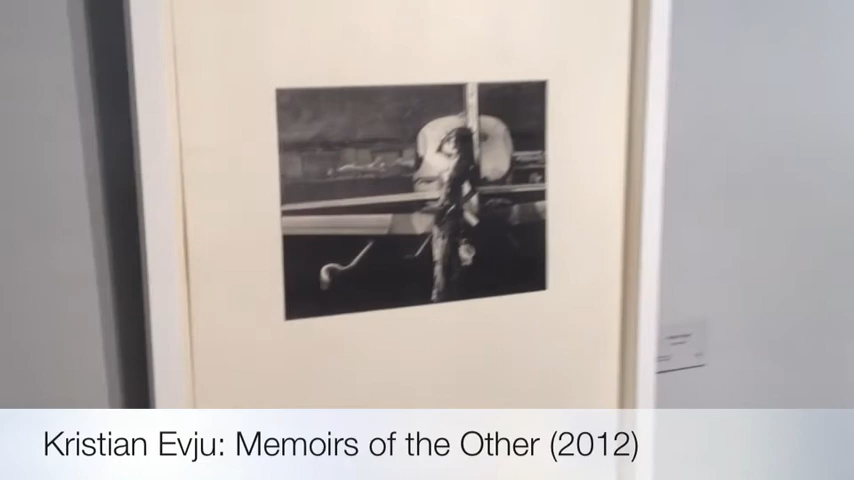 Kristian Evju: Memoirs of the Other (2012)